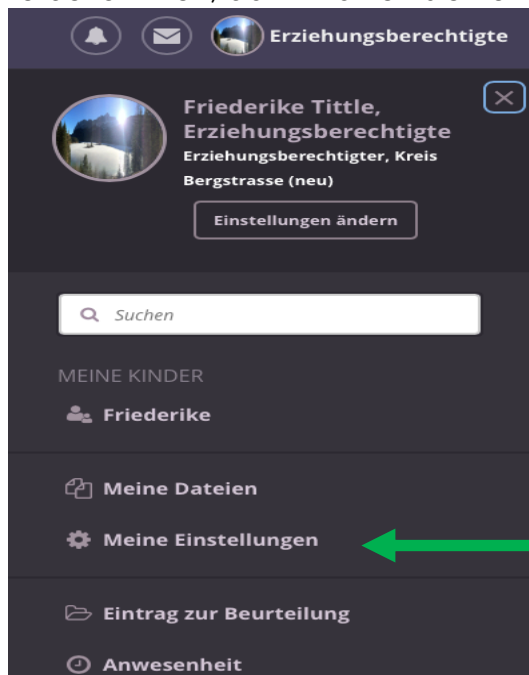 Erziehungsberechtigte
Friederike Tittle,
Erziehungsberechtigte
Erziehungsberechtigter, Kreis
Bergstrasse (neu)
Einstellungen ändern
Suchen
MEINE KINDER
Friederike
Meine Dateien
Meine Einstellungen
Eintrag zur Beurteilung
Anwesenheit